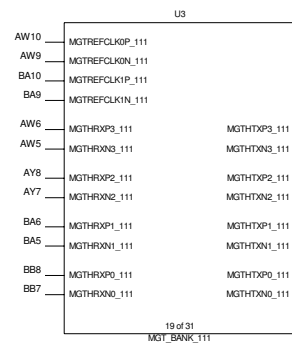 U3
AW10 MGTREFCLK0P_111
AW9 MGTREFCLK0N_111
BA10 MGTREFCLK1P_111
BA9 MGTREFCLK1N_111
AW6 MGTHRXP3_111 MGTHTXP3_111
AW5 MGTHRXN3_111 MGTHTXN3_111
AY8 MGTHRXP2_111 MGTHTXP2_111
AY7 MGTHRXN2_111 MGTHTXN2_111
BA6 MGTHRXP1_111 MGTHTXP1_111
BA5 MGTHRXN1_111 MGTHTXN1_111
BB8 MGTHRXP0_111 MGTHTXP0_111
BB7 MGTHRXN0_111 MGTHTXN0_111
19 of 31
MGT_BANK_111